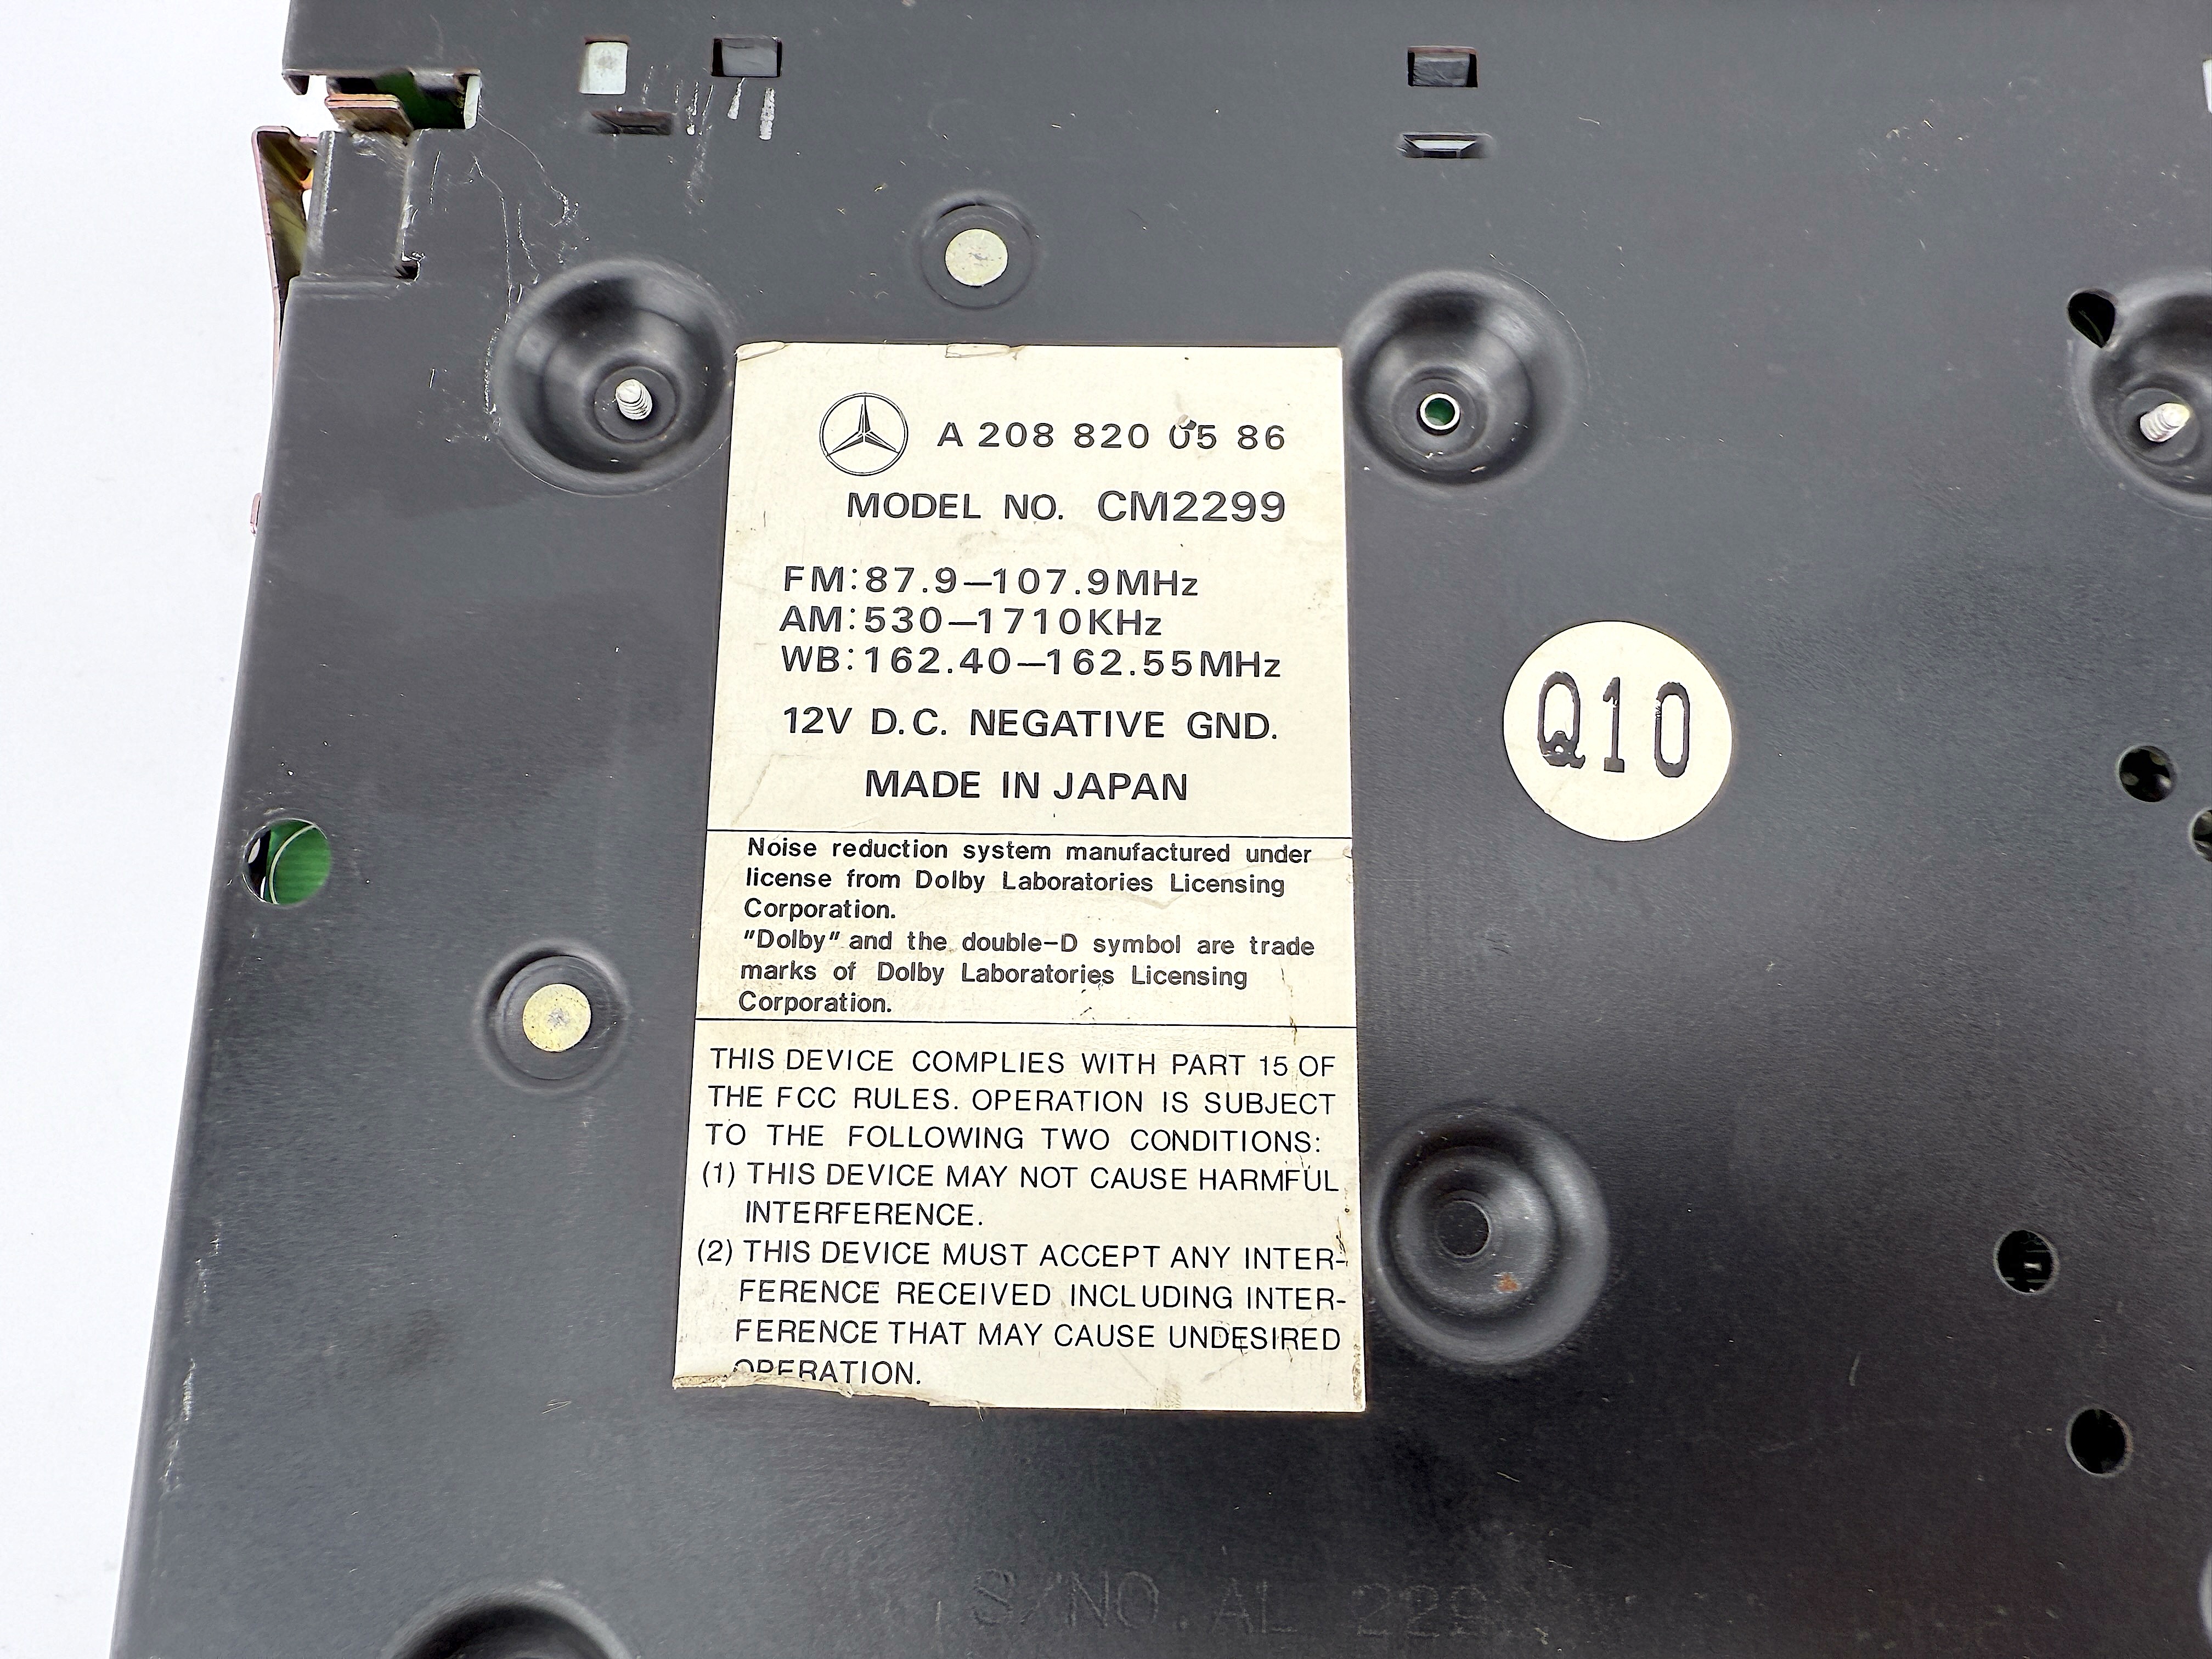 A 208 820 05 86
MODEL NO. CM2299
FM:87.9–107.9MHz
AM:530–1710KHz
WB:162.40–162.55MHz
12V D.C. NEGATIVE GND.
MADE IN JAPAN
Q10
Noise reduction system manufactured under
license from Dolby Laboratories Licensing
Corporation.
"Dolby" and the double–D symbol are trade
marks of Dolby Laboratories Licensing
Corporation.
THIS DEVICE COMPLIES WITH PART 15 OF
THE FCC RULES. OPERATION IS SUBJECT
TO THE FOLLOWING TWO CONDITIONS:
(1) THIS DEVICE MAY NOT CAUSE HARMFUL
INTERFERENCE.
(2) THIS DEVICE MUST ACCEPT ANY INTER-
FERENCE RECEIVED INCLUDING INTER-
FERENCE THAT MAY CAUSE UNDESIRED
OPERATION.
S/NO. AL